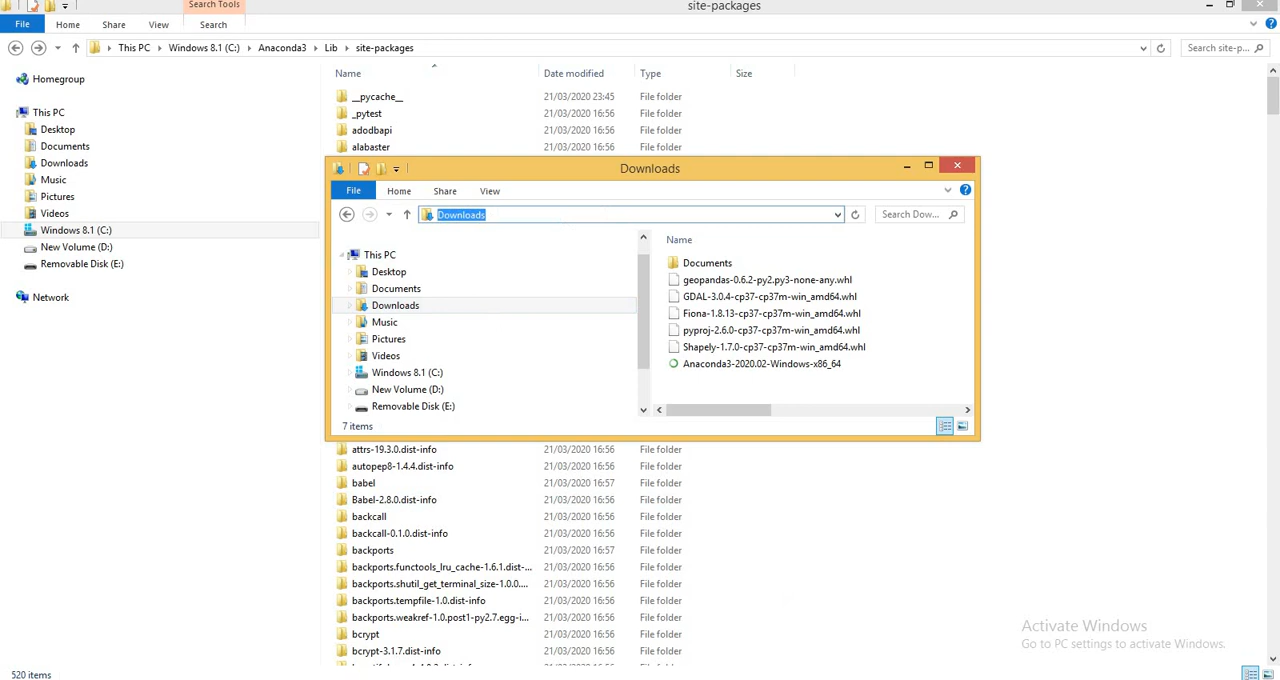 Search Tools
site-packages
File Home Share View Search
This PC Windows 8.1 (C:) Anaconda3 Lib site-packages
Search site-p...
Homegroup
This PC
Desktop
Documents
Downloads
Music
Pictures
Videos
Windows 8.1 (C:)
New Volume (D:)
Removable Disk (E:)
Network
Name Date modified Type Size
__pycache__ 21/03/2020 23:45 File folder
_pytest 21/03/2020 16:56 File folder
adodbapi 21/03/2020 16:56 File folder
alabaster 21/03/2020 16:56 File folder
Downloads
File Home Share View
Downloads
Search Dow...
This PC
Desktop
Documents
Downloads
Music
Pictures
Videos
Windows 8.1 (C:)
New Volume (D:)
Removable Disk (E:)
Name
Documents
geopandas-0.6.2-py2.py3-none-any.whl
GDAL-3.0.4-cp37-cp37m-win_amd64.whl
Fiona-1.8.13-cp37-cp37m-win_amd64.whl
pyproj-2.6.0-cp37-cp37m-win_amd64.whl
Shapely-1.7.0-cp37-cp37m-win_amd64.whl
Anaconda3-2020.02-Windows-x86_64
7 items
attrs-19.3.0.dist-info 21/03/2020 16:56 File folder
autopep8-1.4.4.dist-info 21/03/2020 16:56 File folder
babel 21/03/2020 16:57 File folder
Babel-2.8.0.dist-info 21/03/2020 16:56 File folder
backcall 21/03/2020 16:56 File folder
backcall-0.1.0.dist-info 21/03/2020 16:56 File folder
backports 21/03/2020 16:57 File folder
backports.functools_lru_cache-1.6.1.dist-... 21/03/2020 16:56 File folder
backports.shutil_get_terminal_size-1.0.0.... 21/03/2020 16:56 File folder
backports.tempfile-1.0.dist-info 21/03/2020 16:56 File folder
backports.weakref-1.0.post1-py2.7.egg-i... 21/03/2020 16:56 File folder
bcrypt 21/03/2020 16:56 File folder
bcrypt-3.1.7.dist-info 21/03/2020 16:56 File folder
Activate Windows
Go to PC settings to activate Windows.
520 items